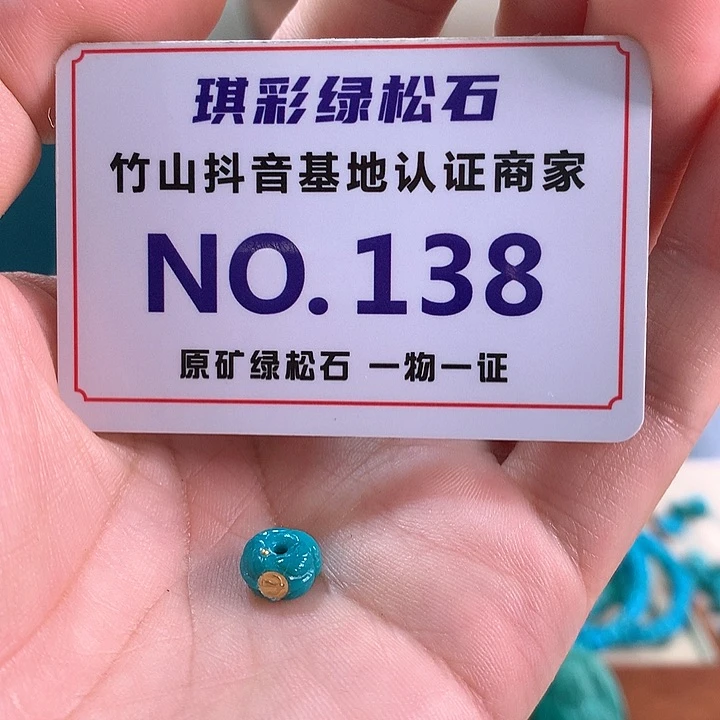 琪彩绿松石
竹山抖音基地认证商家
NO.138
原矿绿松石 一物一证